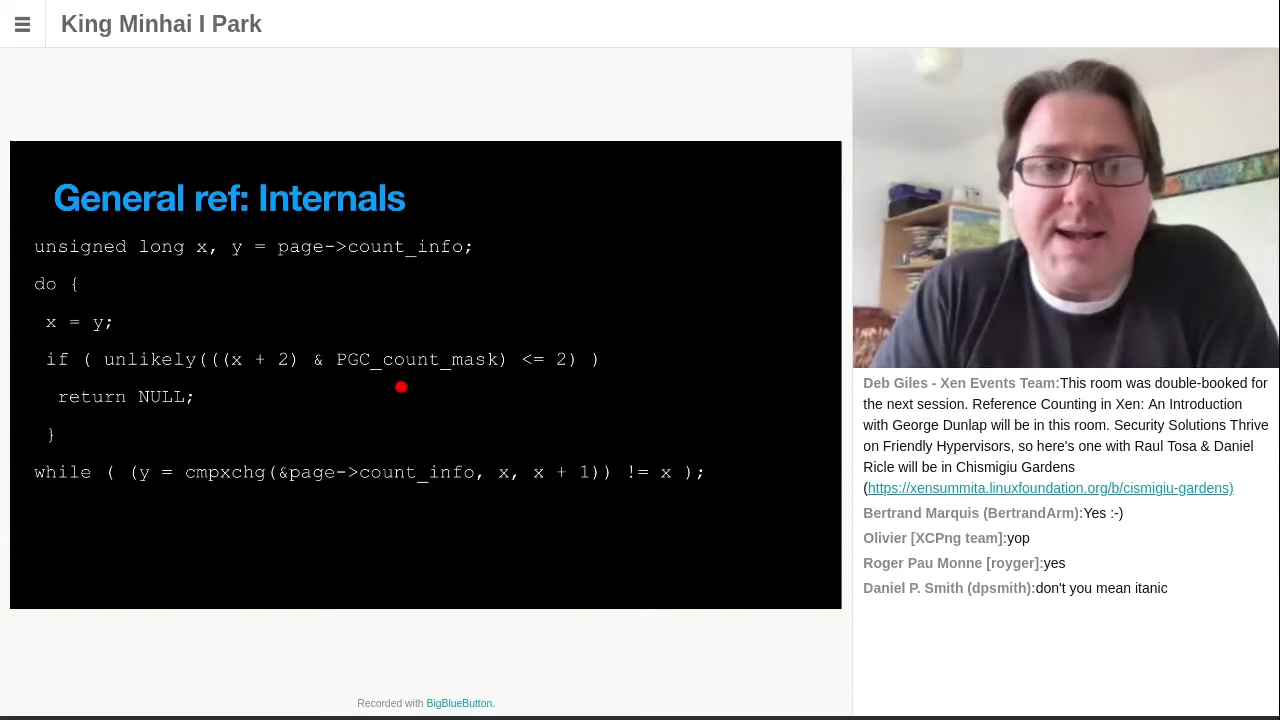 King Minhai I Park
General ref: Internals
unsigned long x, y = page->count_info;
do {
x = y;
if ( unlikely(((x + 2) & PGC_count_mask) <= 2) )
return NULL;
}
while ( (y = cmpxchg(&page->count_info, x, x + 1)) != x );
Deb Giles - Xen Events Team:This room was double-booked for
the next session. Reference Counting in Xen: An Introduction
with George Dunlap will be in this room. Security Solutions Thrive
on Friendly Hypervisors, so here's one with Raul Tosa & Daniel
Ricle will be in Chismigiu Gardens
(https://xensummita.linuxfoundation.org/b/cismigiu-gardens)
Bertrand Marquis (BertrandArm):Yes :-)
Olivier [XCPng team]:yop
Roger Pau Monne [royger]:yes
Daniel P. Smith (dpsmith):don't you mean itanic
Recorded with BigBlueButton.